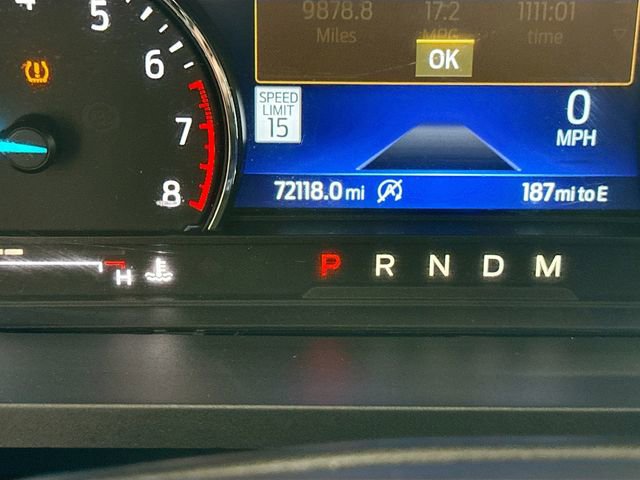 5
6
7
8
9878.8 17.2 1111:01
Miles MPG time
OK
SPEED
LIMIT
15
0
MPH
72118.0 mi
187 mi to E
H
P R N D M